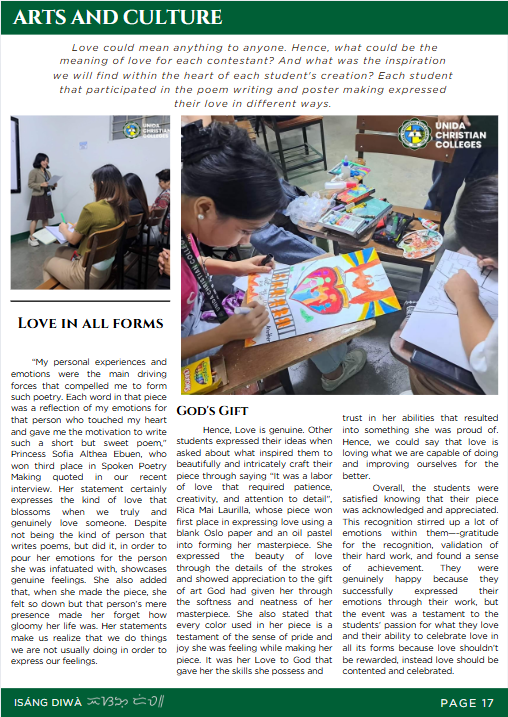 ARTS AND CULTURE
Love could mean anything to anyone. Hence, what could be the
meaning of love for each contestant? And what was the inspiration
we will find within the heart of each student's creation? Each student
that participated in the poem writing and poster making expressed
their love in different ways.
UNIDA
CHRISTIAN
COLLEGES
UNIDA
CHRISTIAN
COLLEGES
LOVE IN ALL FORMS
"My personal experiences and
emotions were the main driving
forces that compelled me to form
such poetry. Each word in that piece
was a reflection of my emotions for
that person who touched my heart
and gave me the motivation to write
such a short but sweet poem,"
Princess Sofia Althea Ebuen, who
won third place in Spoken Poetry
Making quoted in our recent
interview. Her statement certainly
expresses the kind of love that
blossoms when we truly and
genuinely love someone. Despite
not being the kind of person that
writes poems, but did it, in order to
pour her emotions for the person
she was infatuated with, showcases
genuine feelings. She also added
that, when she made the piece, she
felt so down but that person's mere
presence made her forget how
gloomy her life was. Her statements
make us realize that we do things
we are not usually doing in order to
express our feelings.
GOD'S GIFT
Hence, Love is genuine. Other
students expressed their ideas when
asked about what inspired them to
beautifully and intricately craft their
piece through saying "It was a labor
of love that required patience,
creativity, and attention to detail",
Rica Mai Laurilla, whose piece won
first place in expressing love using a
blank Oslo paper and an oil pastel
into forming her masterpiece. She
expressed the beauty of love
through the details of the strokes
and showed appreciation to the gift
of art God had given her through
the softness and neatness of her
masterpiece. She also stated that
every color used in her piece is a
testament of the sense of pride and
joy she was feeling while making her
piece. It was her Love to God that
gave her the skills she possess and
trust in her abilities that resulted
into something she was proud of.
Hence, we could say that love is
loving what we are capable of doing
and improving ourselves for the
better.
Overall, the students were
satisfied knowing that their piece
was acknowledged and appreciated.
This recognition stirred up a lot of
emotions within them—-gratitude
for the recognition, validation of
their hard work, and found a sense
of achievement. They were
genuinely happy because they
successfully expressed their
emotions through their work, but
the event was a testament to the
students' passion for what they love
and their ability to celebrate love in
all its forms because love shouldn't
be rewarded, instead love should be
contented and celebrated.
ISÁNG DIWÀ
PAGE 17